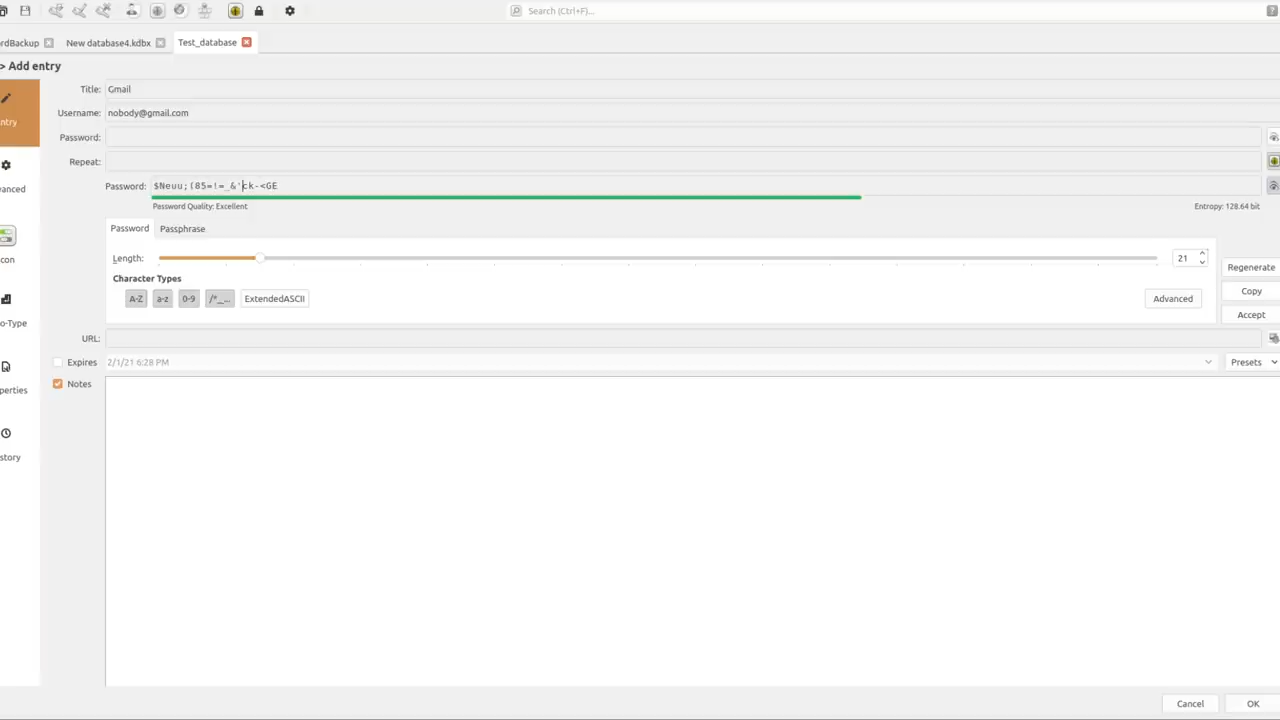 Search (Ctrl+F)...
?
rdBackup
New database4.kdbx
Test_database
> Add entry
Title: Gmail
ntry
Username: nobody@gmail.com
Password:
Repeat:
anced
Password: $Neuu;(85=!=_&'ck-<GE
Password Quality: Excellent
Entropy: 128.64 bit
Password Passphrase
con
Length: 21
Regenerate
Character Types
A-Z a-z 0-9 /*_... ExtendedASCII Advanced
Copy
Accept
o-Type
URL:
Expires 2/1/21 6:28 PM Presets
Notes
perties
story
Cancel OK